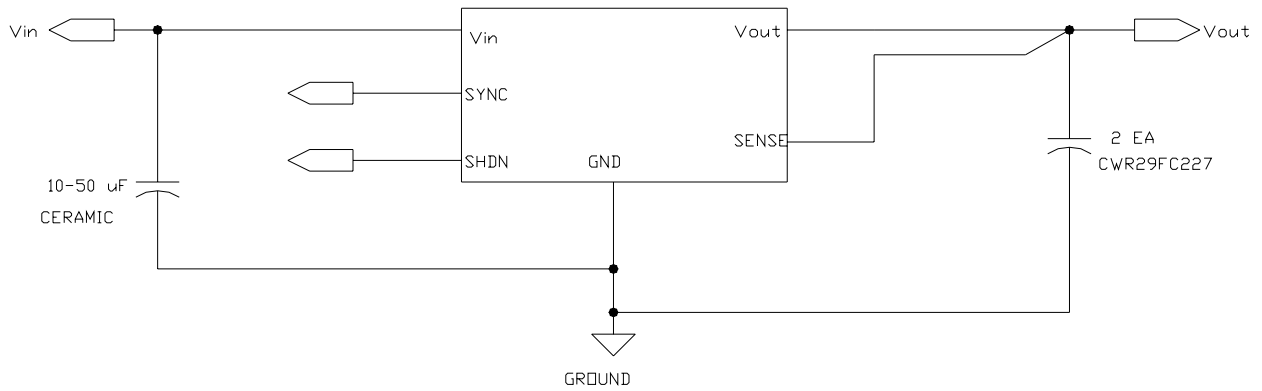 Vin
Vin
Vout
Vout
SYNC
SENSE
2 EA
CWR29FC227
SHDN
GND
10-50 uF
CERAMIC
GROUND